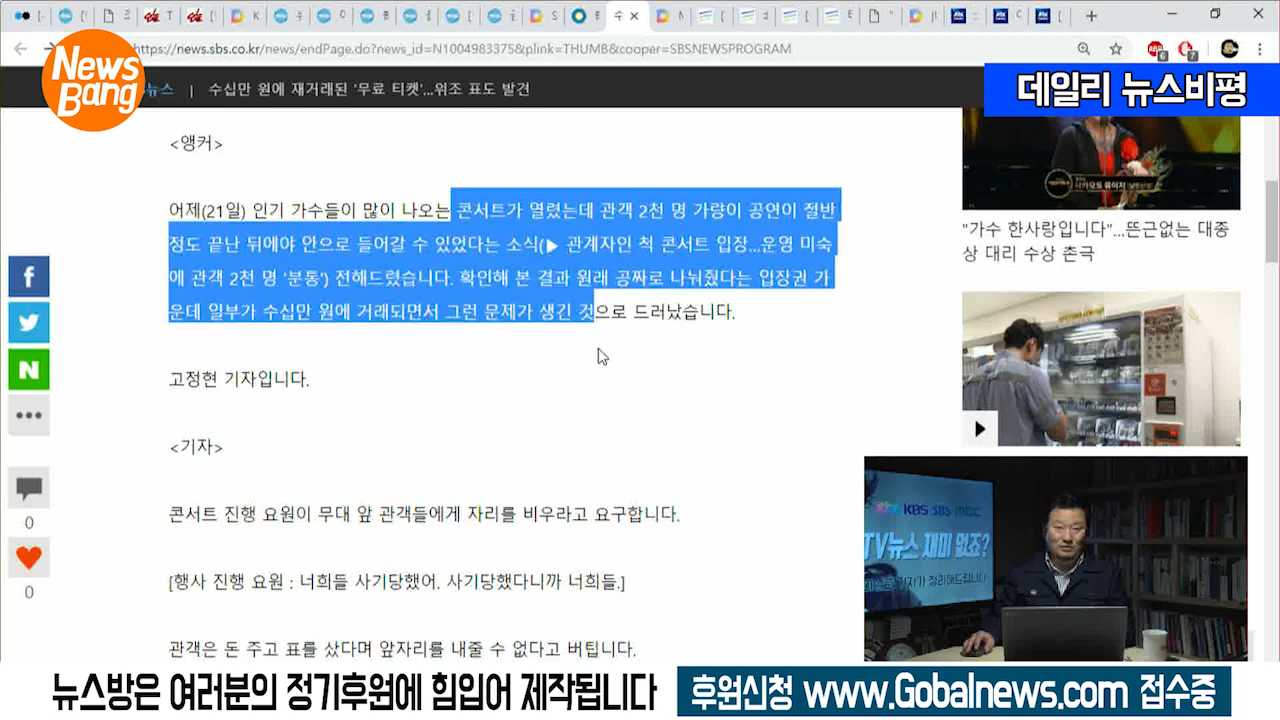 https://news.sbs.co.kr/news/endPage.do?news_id=N1004983375&plink=THUMB&cooper=SBSNEWSPROGRAM
News
Bang
뉴스 | 수십만 원에 재거래된 '무료 티켓'...위조 표도 발견
데일리 뉴스비평
<앵커>
어제(21일) 인기 가수들이 많이 나오는 콘서트가 열렸는데 관객 2천 명 가량이 공연이 절반
정도 끝난 뒤에야 안으로 들어갈 수 있었다는 소식(▶ 관계자인 척 콘서트 입장...운영 미숙
에 관객 2천 명 '분통') 전해드렸습니다. 확인해 본 결과 원래 공짜로 나눠줬다는 입장권 가
운데 일부가 수십만 원에 거래되면서 그런 문제가 생긴 것으로 드러났습니다.
고정현 기자입니다.
<기자>
콘서트 진행 요원이 무대 앞 관객들에게 자리를 비우라고 요구합니다.
[행사 진행 요원 : 너희들 사기당했어. 사기당했다니까 너희들.]
관객은 돈 주고 표를 샀다며 앞자리를 내줄 수 없다고 버팁니다.
0
0
"가수 한사랑입니다"...뜬근없는 대종
상 대리 수상 촌극
KBS SBS MBC
TV뉴스 재미 없죠?
기자가 정리해드립니다
뉴스방은 여러분의 정기후원에 힘입어 제작됩니다
후원신청 www.Gobalnews.com 접수중